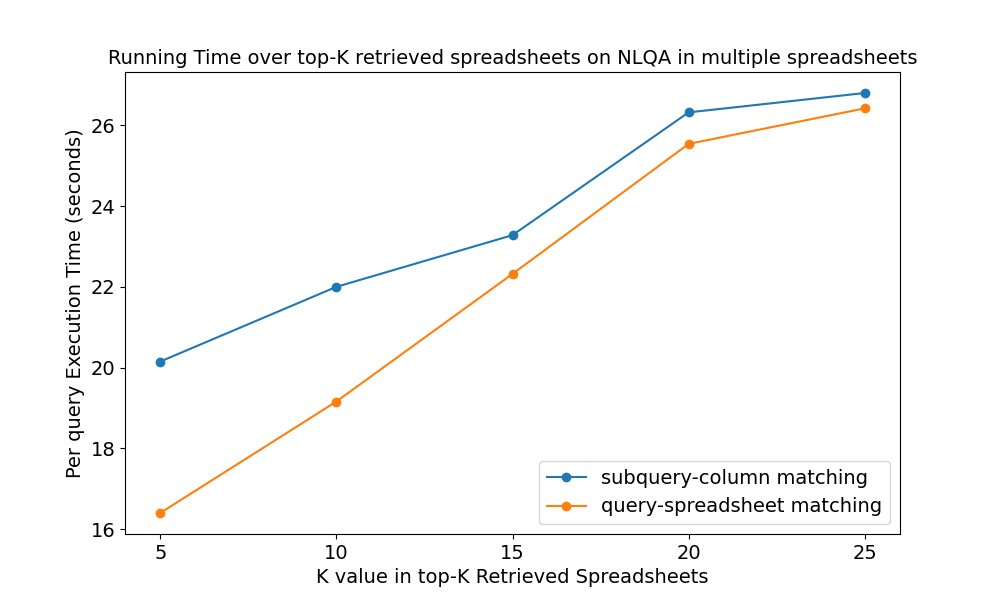 Running Time over top-K retrieved spreadsheets on NLQA in multiple spreadsheets
Per query Execution Time (seconds)
26
24
22
20
18
16
subquery-column matching
query-spreadsheet matching
5 10 15 20 25
K value in top-K Retrieved Spreadsheets